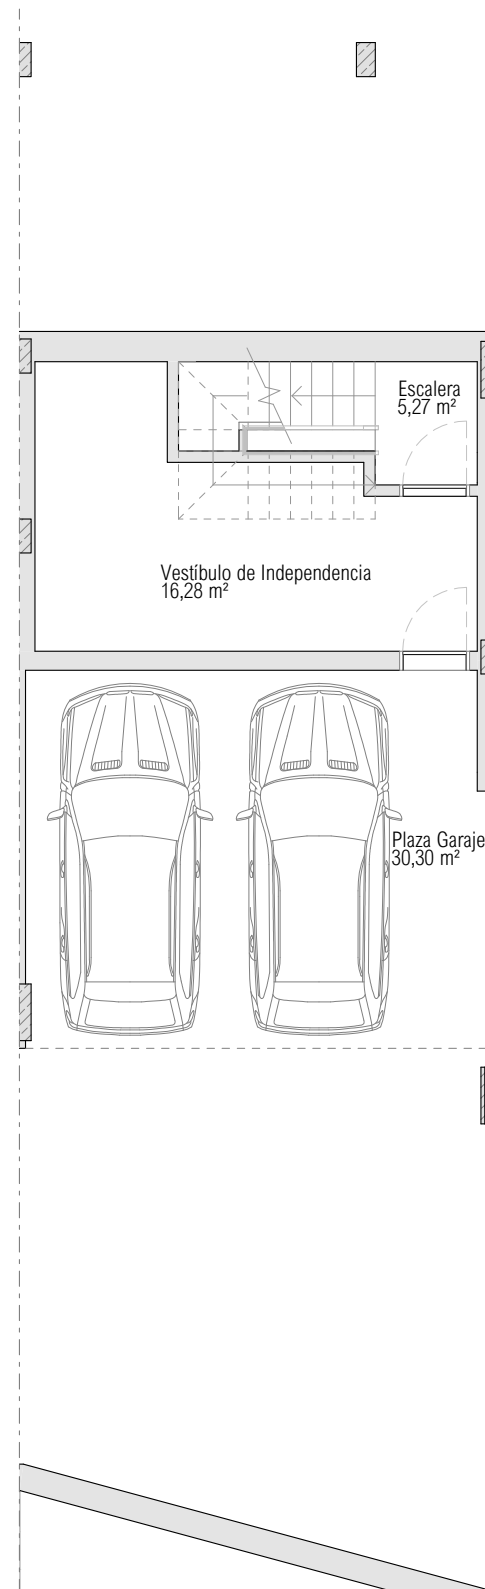 Escalera
5,27 m²
Vestíbulo de Independencia
16,28 m²
Plaza Garaje
30,30 m²